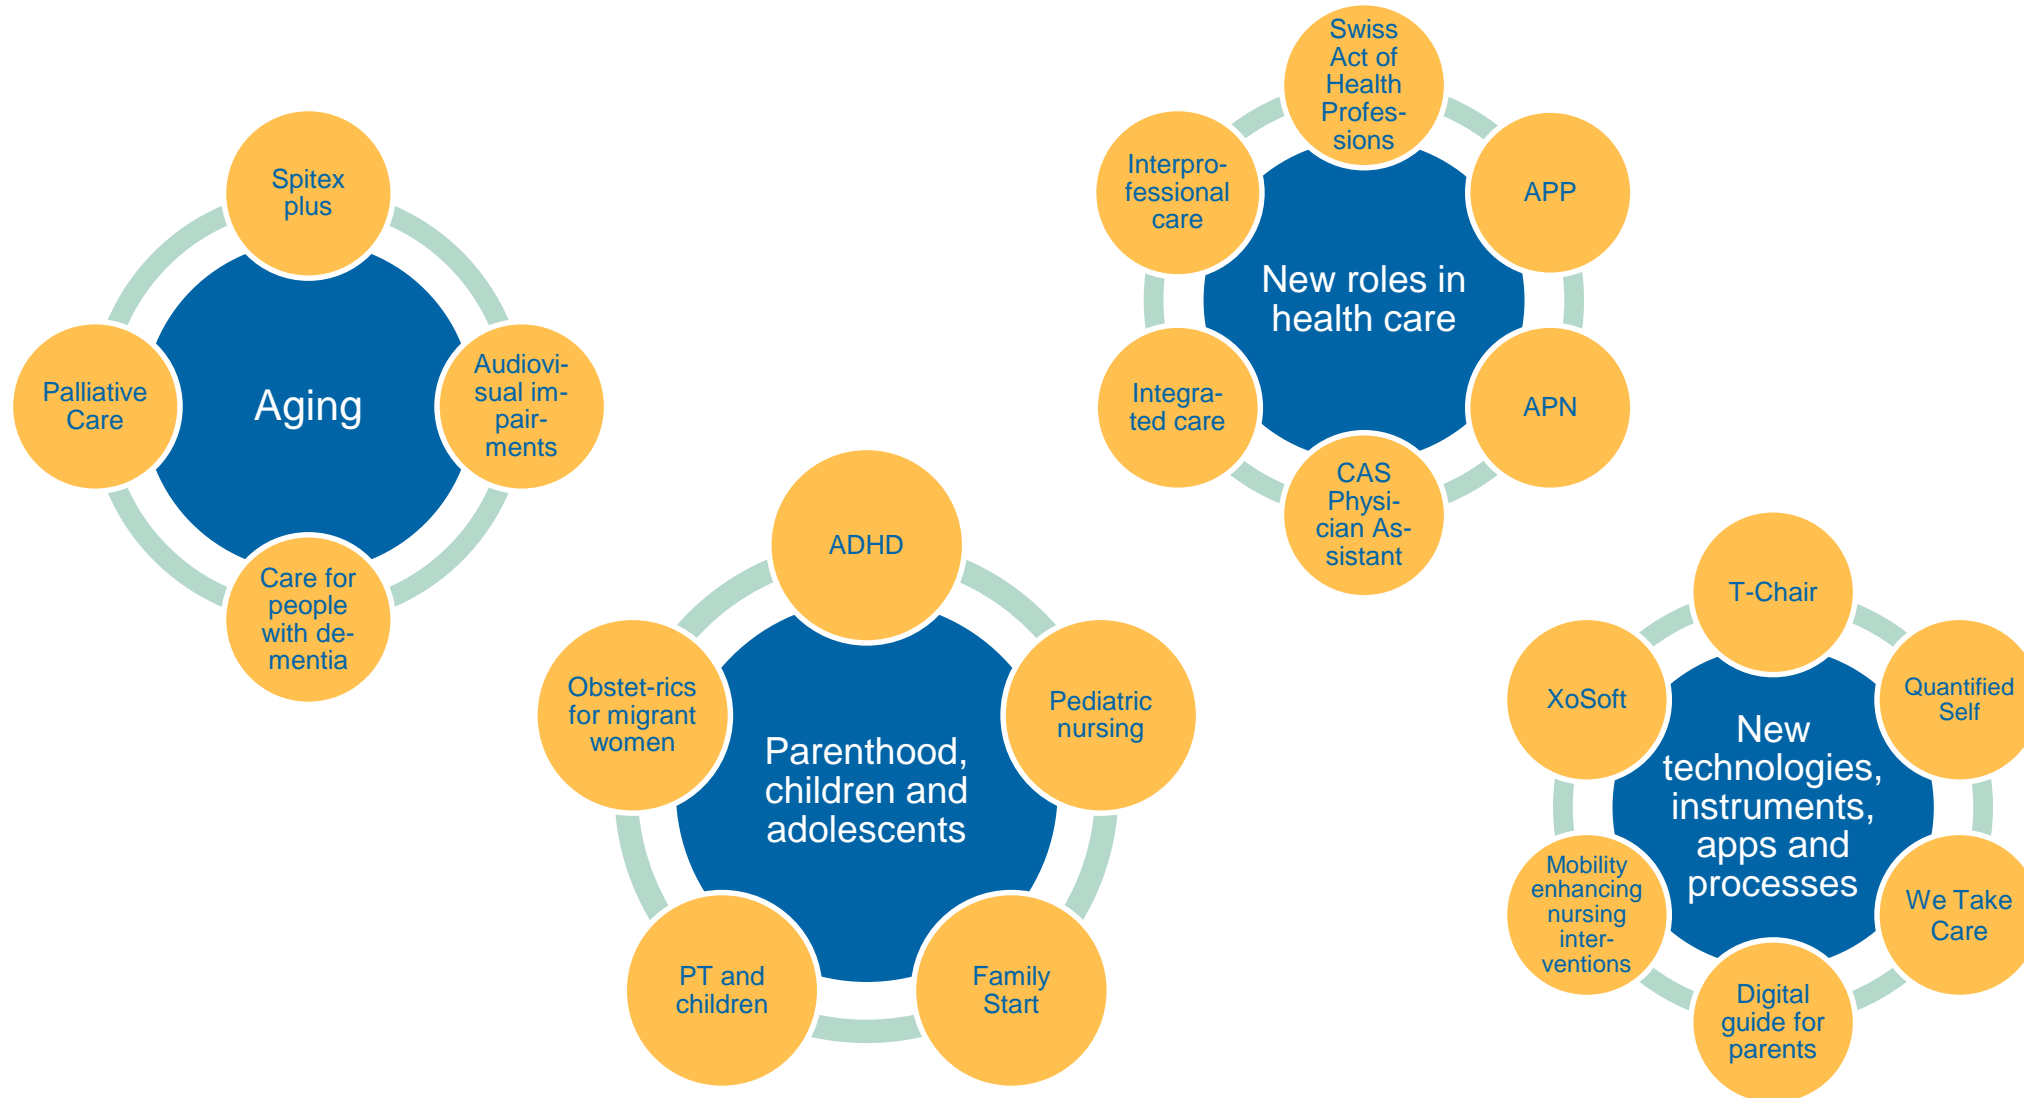 Spitex
plus
Palliative
Care
Aging
Audiovi-
sual im-
pair-
ments
Care for
people
with de-
mentia
ADHD
Obstet-rics
for migrant
women
Pediatric
nursing
Parenthood,
children and
adolescents
PT and
children
Family
Start
Swiss
Act of
Health
Profes-
sions
Interpro-
fessional
care
APP
New roles in
health care
Integra-
ted care
APN
CAS
Physi-
cian As-
sistant
T-Chair
XoSoft
Quantified
Self
New
technologies,
instruments,
apps and
processes
Mobility
enhancing
nursing
inter-
ventions
We Take
Care
Digital
guide for
parents